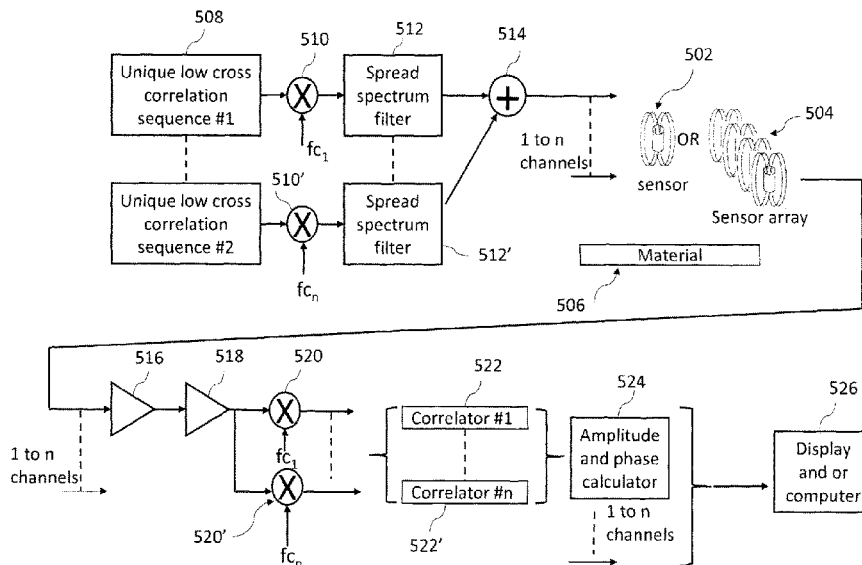 508
510
512
514
Unique low cross
correlation
sequence #1
X
Spread
spectrum
filter
+
502
504
fc1
1 to n
channels
OR
sensor
Sensor array
510'
Unique low cross
correlation
sequence #2
X
Spread
spectrum
filter
512'
fcn
Material
506
516
518
520
522
524
526
X
Correlator #1
Amplitude
and phase
calculator
Display
and or
computer
1 to n
channels
fc1
X
Correlator #n
520'
522'
fcn
1 to n
channels